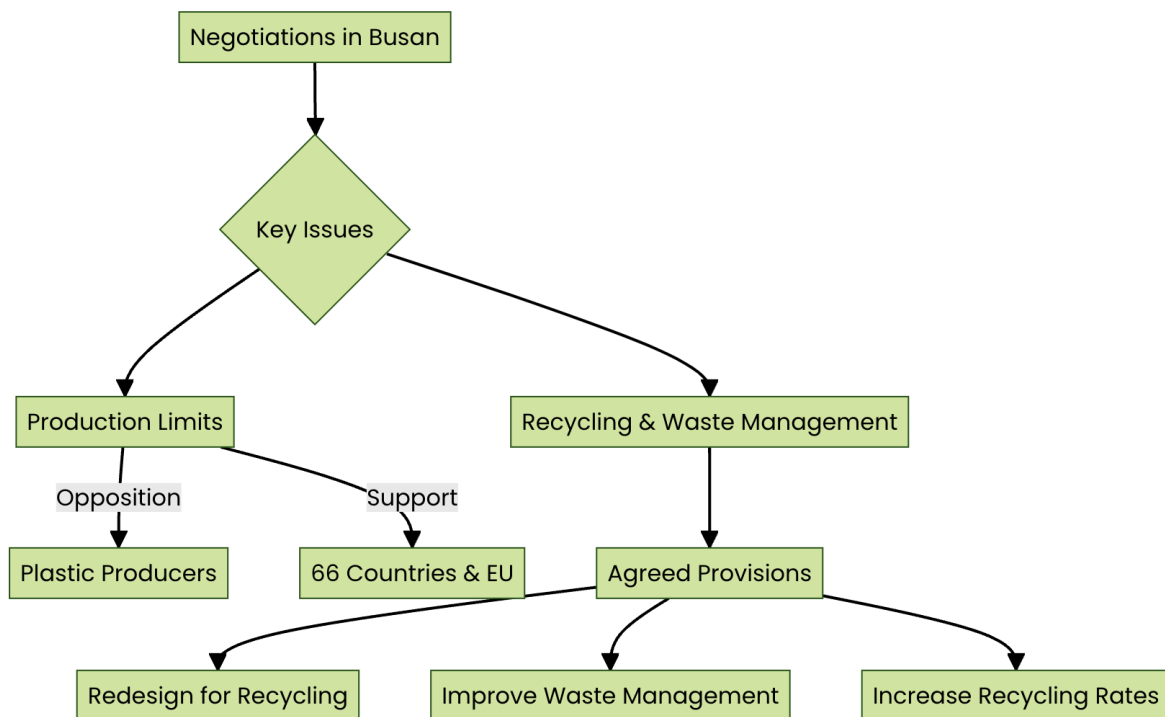 Negotiations in Busan
Key Issues
Production Limits
Recycling & Waste Management
Opposition
Support
Plastic Producers
66 Countries & EU
Agreed Provisions
Redesign for Recycling
Improve Waste Management
Increase Recycling Rates